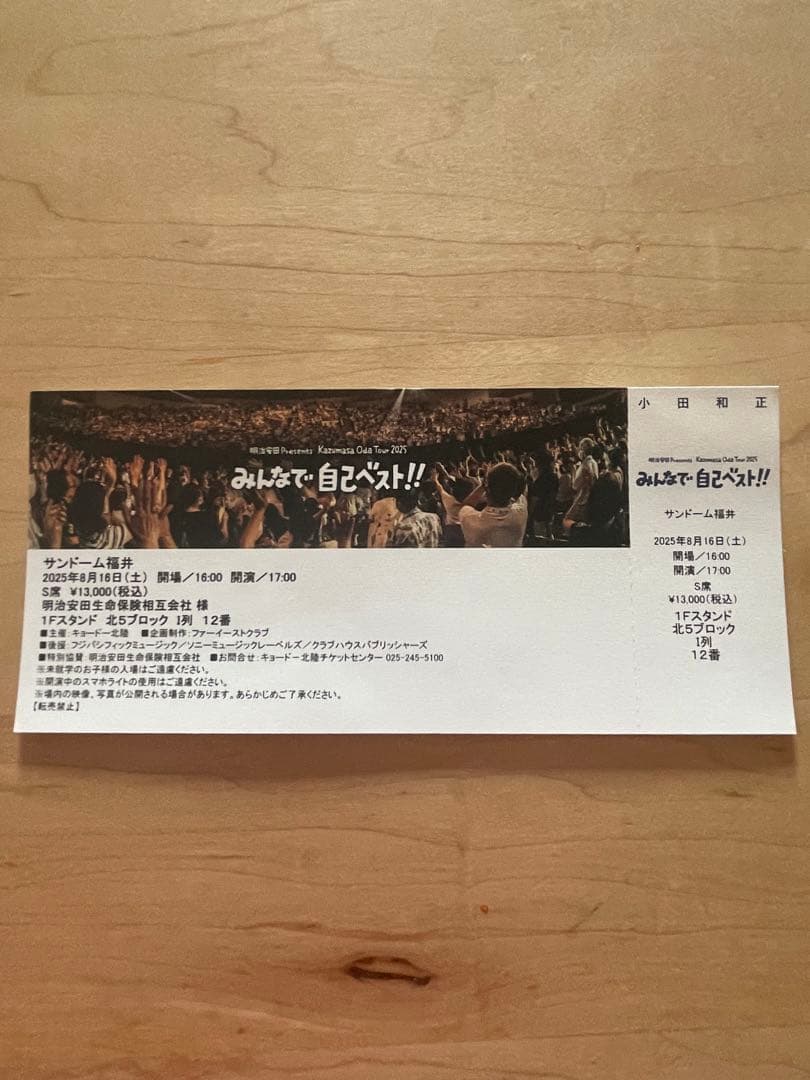 明治安田 Presents Kazumasa Oda Tour 2025
みんなで 自己ベスト!!
サンドーム福井
2025年8月16日(土) 開場/16:00 開演/17:00
S席 ¥13,000(税込)
明治安田生命保険相互会社 様
1Fスタンド 北5ブロック I列 12番
■主催:キョードー北陸 ■企画制作:ファーイーストクラブ
■後援:フジパシフィックミュージック/ソニーミュージックレーベルズ/クラブハウスパブリッシャーズ
■特別協賛:明治安田生命保険相互会社 ■お問合せ:キョードー北陸チケットセンター 025-245-5100
※未就学のお子様の入場はご遠慮ください。
※開演中のスマホライトの使用はご遠慮ください。
※場内の映像、写真が公開される場合があります。あらかじめご了承ください。
【転売禁止】
小田和正
明治安田 Presents Kazumasa Oda Tour 2025
みんなで 自己ベスト!!
サンドーム福井
2025年8月16日(土)
開場/16:00
開演/17:00
S席
¥13,000(税込)
1Fスタンド
北5ブロック
I列
12番